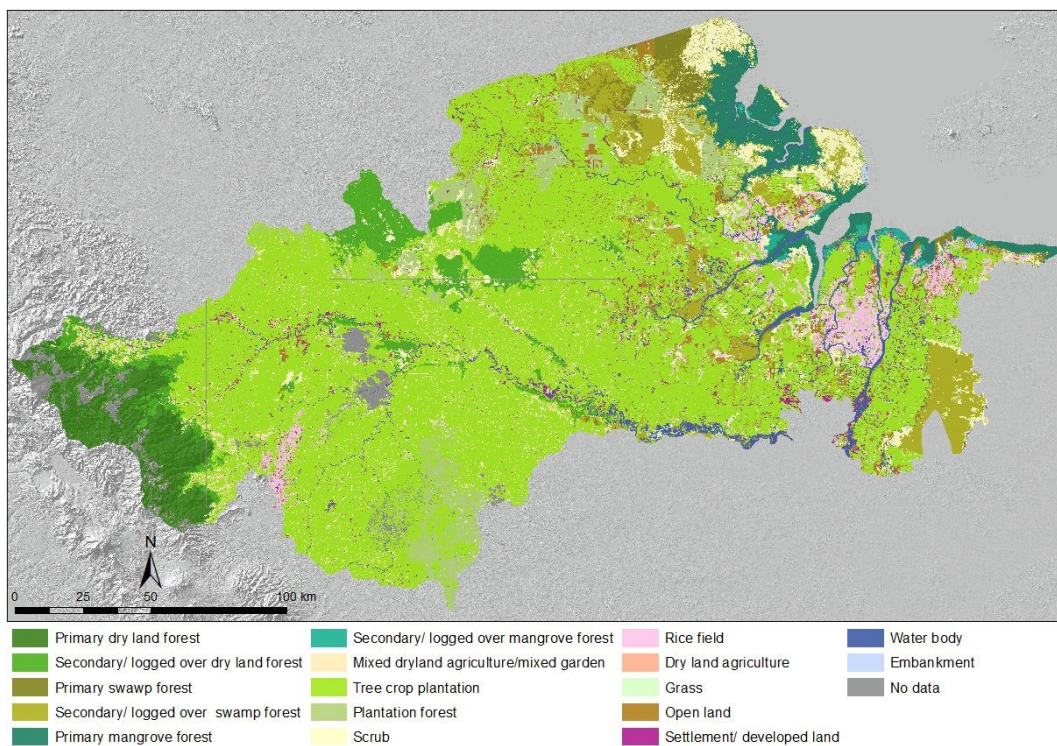 N
0 25 50 100 km
Primary dry land forest
Secondary/ logged over dry land forest
Primary swawp forest
Secondary/ logged over swamp forest
Primary mangrove forest
Secondary/ logged over mangrove forest
Mixed dryland agriculture/mixed garden
Tree crop plantation
Plantation forest
Scrub
Rice field
Dry land agriculture
Grass
Open land
Settlement/ developed land
Water body
Embankment
No data